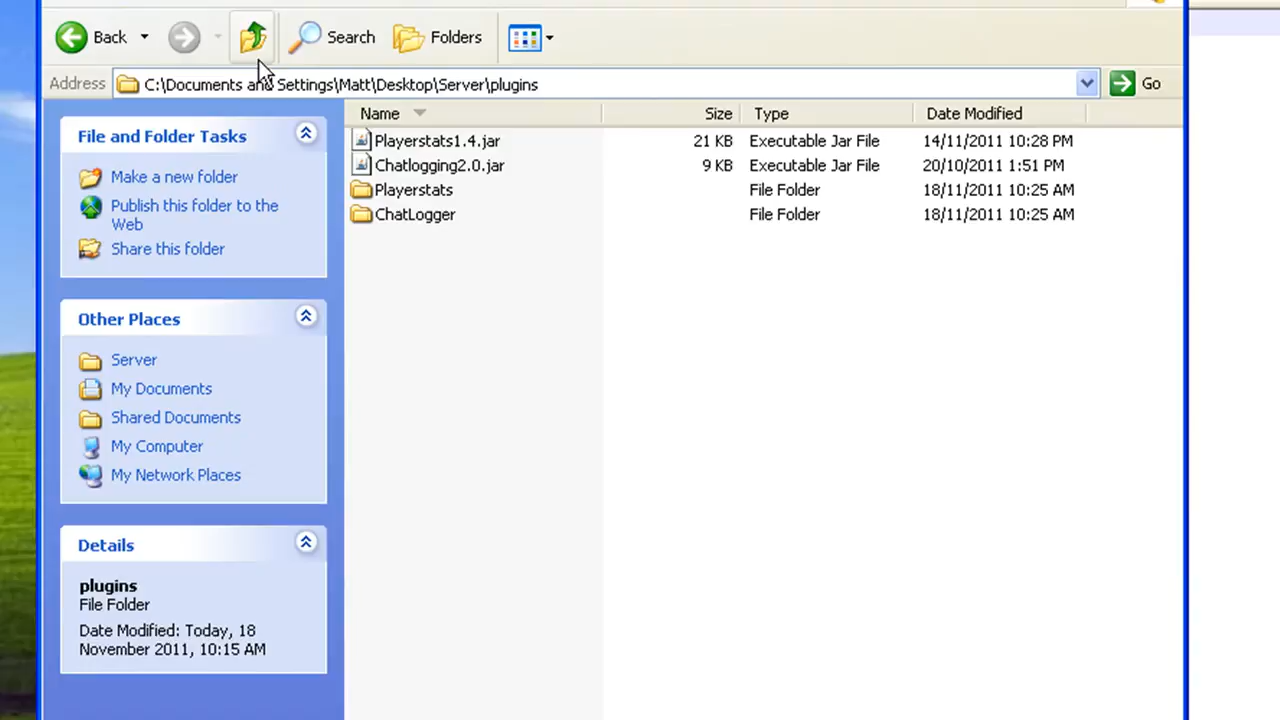 Back Search Folders
Address C:\Documents and Settings\Matt\Desktop\Server\plugins Go
Name Size Type Date Modified
Playerstats1.4.jar 21 KB Executable Jar File 14/11/2011 10:28 PM
Chatlogging2.0.jar 9 KB Executable Jar File 20/10/2011 1:51 PM
Playerstats File Folder 18/11/2011 10:25 AM
ChatLogger File Folder 18/11/2011 10:25 AM
File and Folder Tasks
Make a new folder
Publish this folder to the
Web
Share this folder
Other Places
Server
My Documents
Shared Documents
My Computer
My Network Places
Details
plugins
File Folder
Date Modified: Today, 18
November 2011, 10:15 AM